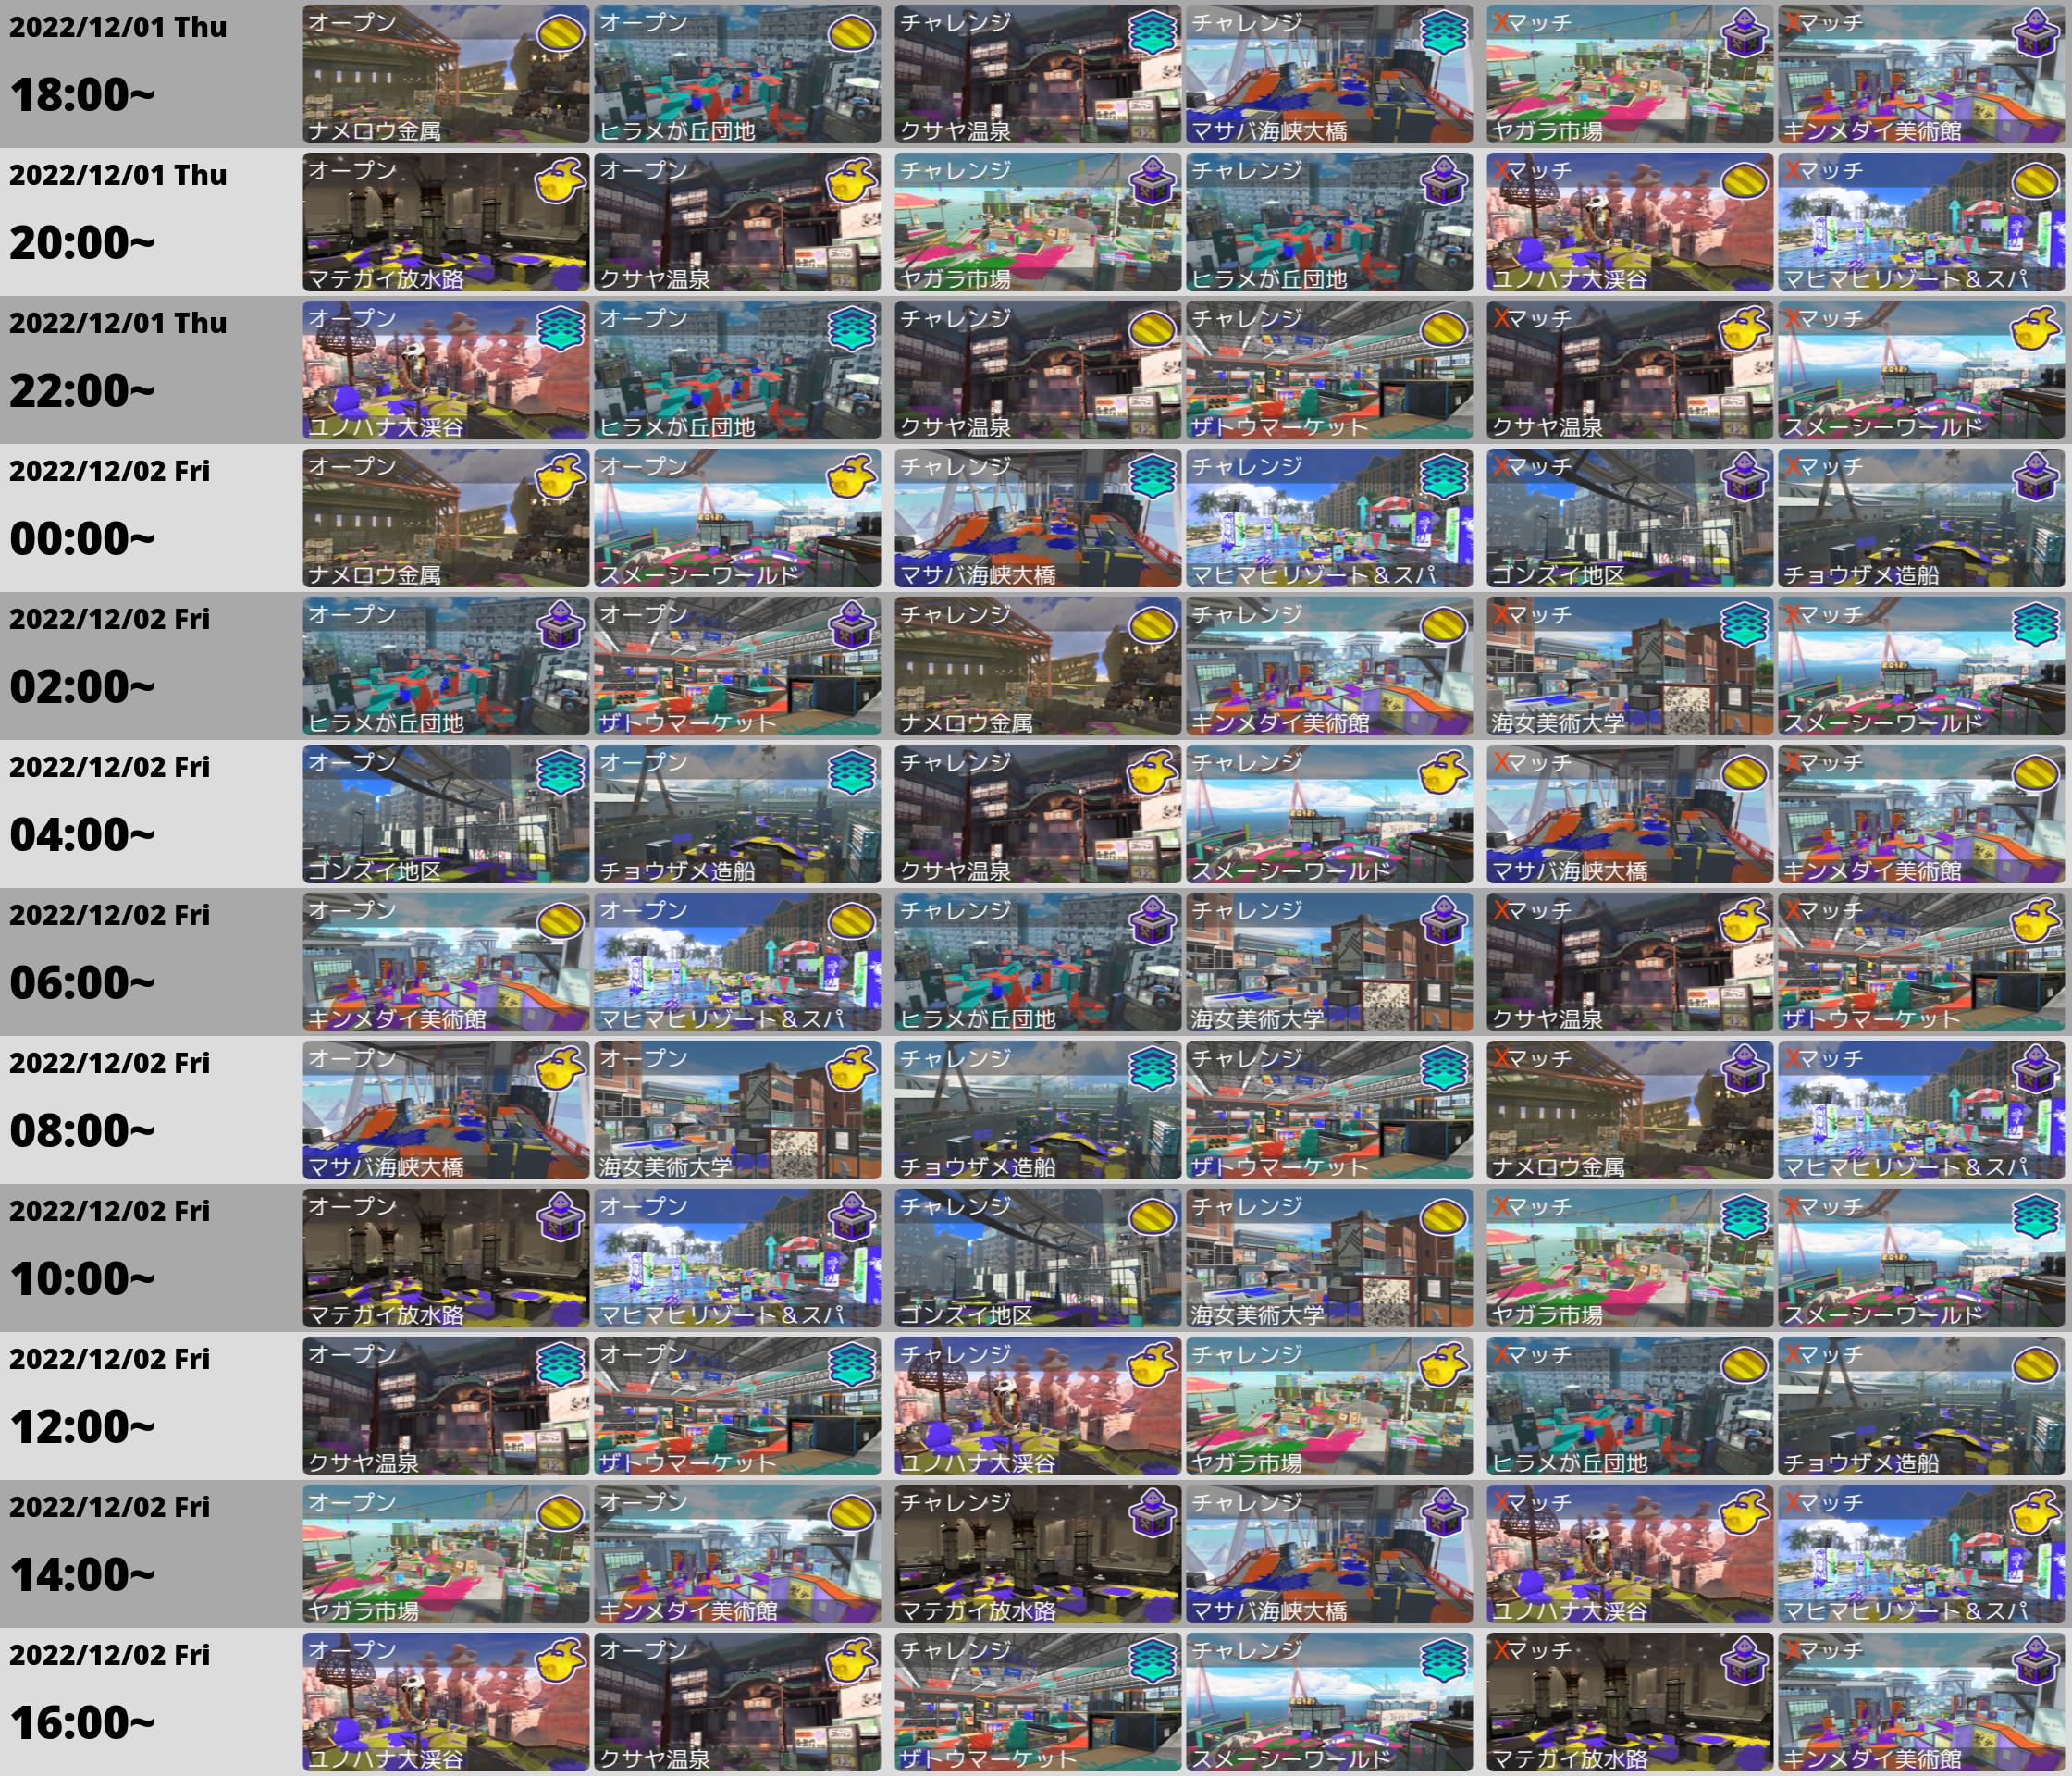 2022/12/01 Thu
18:00~
オープン オープン チャレンジ チャレンジ Xマッチ Xマッチ
ナメロウ金属 ヒラメが丘団地 クサヤ温泉 マサバ海峡大橋 ヤガラ市場 キンメダイ美術館
2022/12/01 Thu
20:00~
オープン オープン チャレンジ チャレンジ Xマッチ Xマッチ
マテガイ放水路 クサヤ温泉 ヤガラ市場 ヒラメが丘団地 ユノハナ大渓谷 マヒマヒリゾート＆スパ
2022/12/01 Thu
22:00~
オープン オープン チャレンジ チャレンジ Xマッチ Xマッチ
ユノハナ大渓谷 ヒラメが丘団地 クサヤ温泉 ザトウマーケット クサヤ温泉 スメーシーワールド
2022/12/02 Fri
00:00~
オープン オープン チャレンジ チャレンジ Xマッチ Xマッチ
ナメロウ金属 スメーシーワールド マサバ海峡大橋 マヒマヒリゾート＆スパ ゴンズイ地区 チョウザメ造船
2022/12/02 Fri
02:00~
オープン オープン チャレンジ チャレンジ Xマッチ Xマッチ
ヒラメが丘団地 ザトウマーケット ナメロウ金属 キンメダイ美術館 海女美術大学 スメーシーワールド
2022/12/02 Fri
04:00~
オープン オープン チャレンジ チャレンジ Xマッチ Xマッチ
ゴンズイ地区 チョウザメ造船 クサヤ温泉 スメーシーワールド マサバ海峡大橋 キンメダイ美術館
2022/12/02 Fri
06:00~
オープン オープン チャレンジ チャレンジ Xマッチ Xマッチ
キンメダイ美術館 マヒマヒリゾート＆スパ ヒラメが丘団地 海女美術大学 クサヤ温泉 ザトウマーケット
2022/12/02 Fri
08:00~
オープン オープン チャレンジ チャレンジ Xマッチ Xマッチ
マサバ海峡大橋 海女美術大学 チョウザメ造船 ザトウマーケット ナメロウ金属 マヒマヒリゾート＆スパ
2022/12/02 Fri
10:00~
オープン オープン チャレンジ チャレンジ Xマッチ Xマッチ
マテガイ放水路 マヒマヒリゾート＆スパ ゴンズイ地区 海女美術大学 ヤガラ市場 スメーシーワールド
2022/12/02 Fri
12:00~
オープン オープン チャレンジ チャレンジ Xマッチ Xマッチ
クサヤ温泉 ザトウマーケット ユノハナ大渓谷 ヤガラ市場 ヒラメが丘団地 チョウザメ造船
2022/12/02 Fri
14:00~
オープン オープン チャレンジ チャレンジ Xマッチ Xマッチ
ヤガラ市場 キンメダイ美術館 マテガイ放水路 マサバ海峡大橋 ユノハナ大渓谷 マヒマヒリゾート＆スパ
2022/12/02 Fri
16:00~
オープン オープン チャレンジ チャレンジ Xマッチ Xマッチ
ユノハナ大渓谷 クサヤ温泉 ザトウマーケット スメーシーワールド マテガイ放水路 キンメダイ美術館